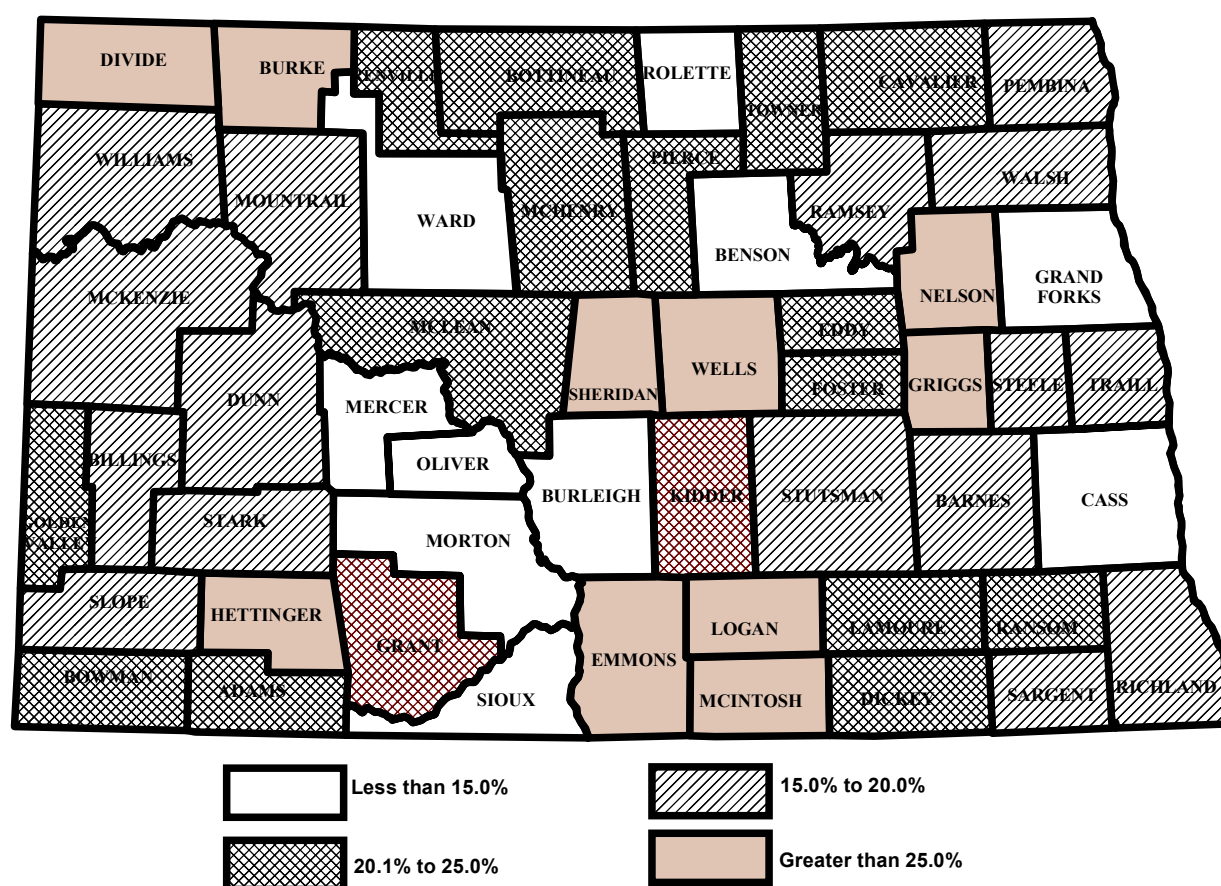 DIVIDE
BURKE
RENVILLE
BOTTINEAU
ROLETTE
TOWNER
CAVALIER
PEMBINA
WILLIAMS
MOUNTRAIL
WARD
MCHENRY
PIERCE
BENSON
RAMSEY
WALSH
MCKENZIE
NELSON
GRAND
FORKS
MCLEAN
SHERIDAN
WELLS
EDDY
FOSTER
GRIGGS
STEELE
TRAILL
DUNN
MERCER
OLIVER
BILLINGS
GOLDEN
VALLEY
STARK
MORTON
BURLEIGH
KIDDER
STUTSMAN
BARNES
CASS
SLOPE
HETTINGER
GRANT
EMMONS
LOGAN
LAMOURE
RANSOM
RICHLAND
BOWMAN
ADAMS
SIOUX
MCINTOSH
DICKEY
SARGENT
Less than 15.0%
15.0% to 20.0%
20.1% to 25.0%
Greater than 25.0%